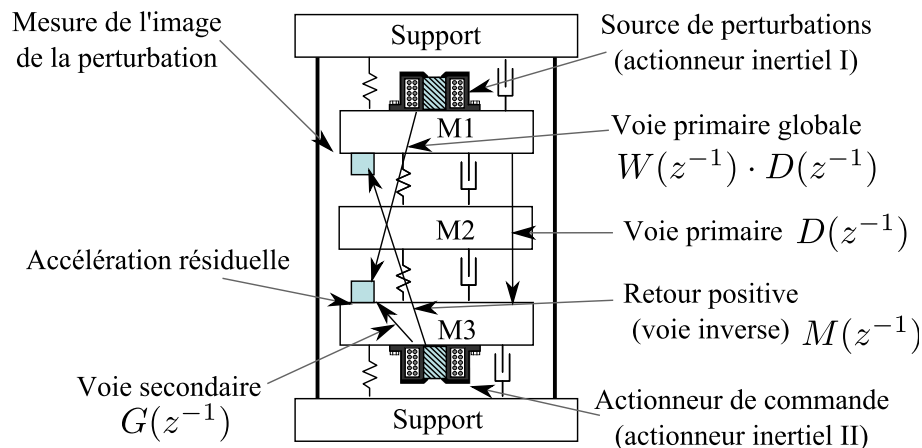 Mesure de l'image
de la perturbation
Support
Source de perturbations
(actionneur inertiel I)
M1
Voie primaire globale
W(z⁻¹) · D(z⁻¹)
M2
Voie primaire D(z⁻¹)
Accélération résiduelle
Retour positive
(voie inverse) M(z⁻¹)
M3
Voie secondaire
G(z⁻¹)
Support
Actionneur de commande
(actionneur inertiel II)